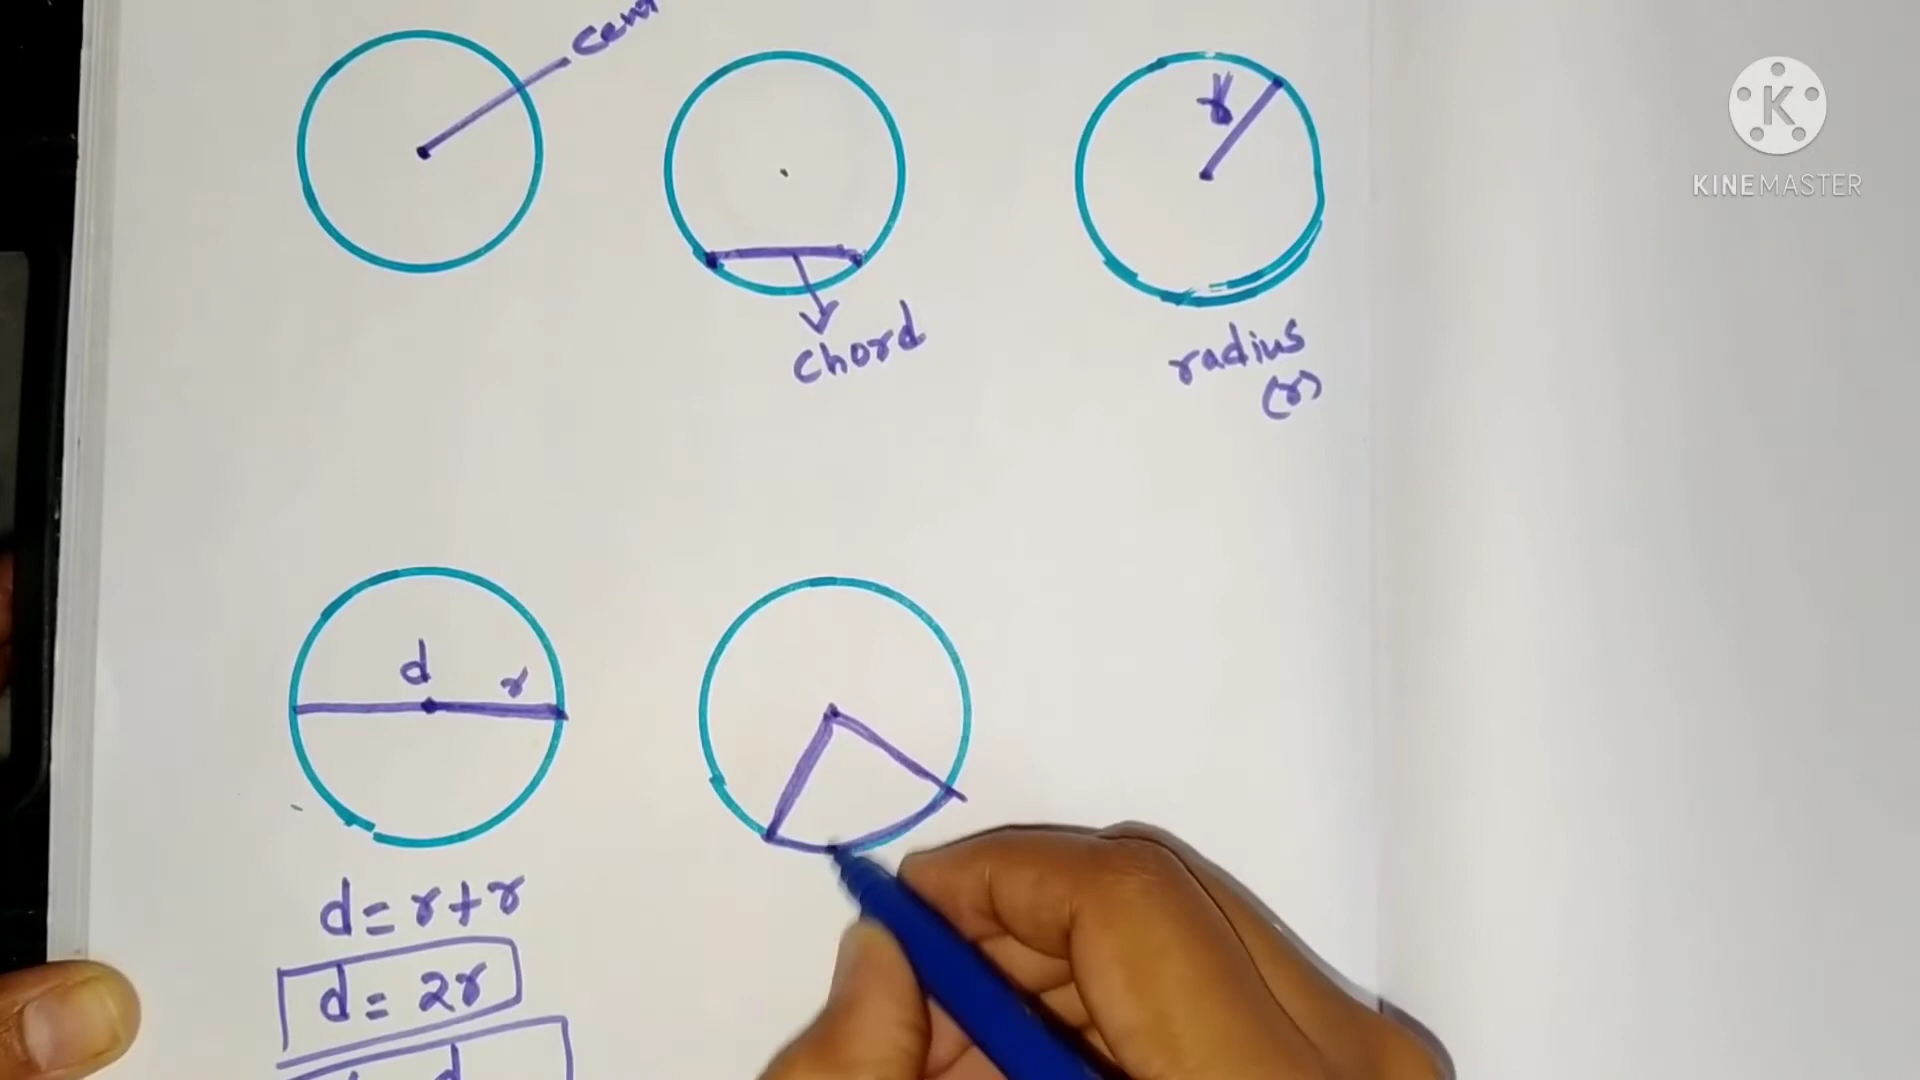 K
KINEMASTER
r
chord
radius
(r)
d
r
d = r + r
d = 2r
d